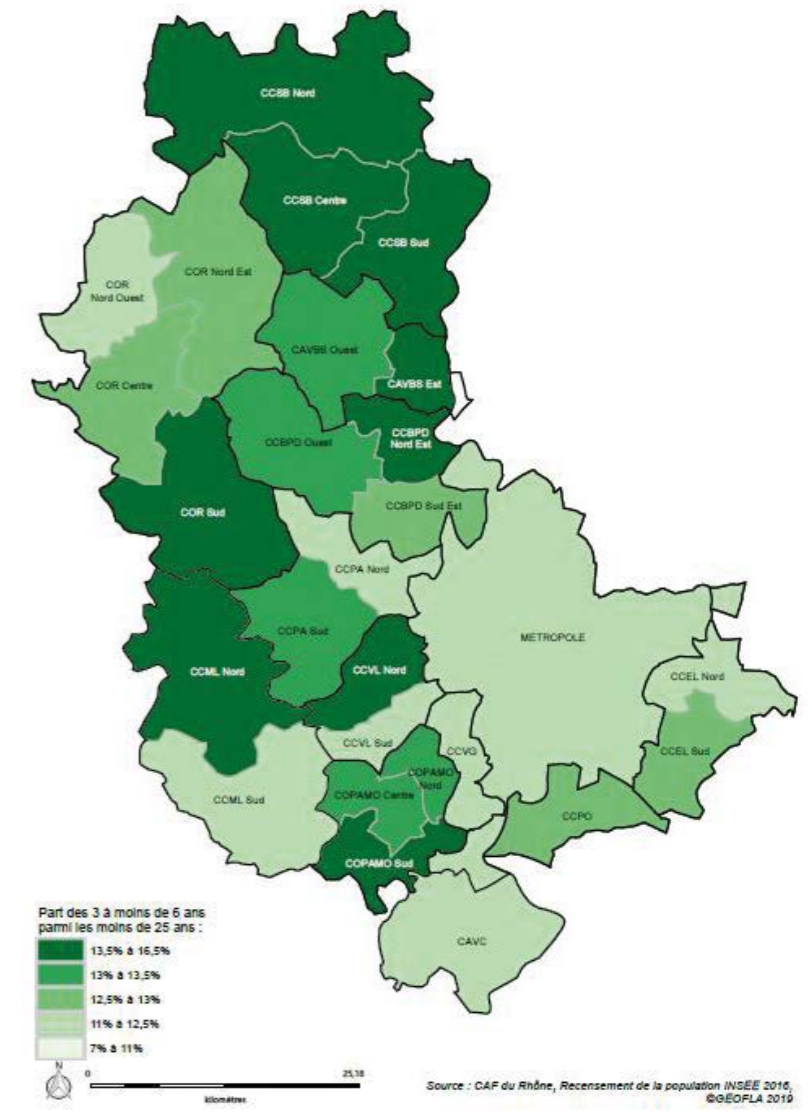 CCSB Nord
CCSB Centre
CCSB Sud
COR Nord Est
COR
Nord Ouest
CAVBS Ouest
COR Centre
CAVBS Est
CCBPD
Nord Est
CCBPD Ouest
CCBPD Sud Est
COR Sud
CCPA Nord
CCPA Sud
METROPOLE
CCML Nord
CCVL Nord
CCEL Nord
CCVL Sud
CCVG
CCEL Sud
COPAMO
Nord
COPAMO Centre
CCML Sud
CCPO
COPAMO Sud
CAVC
Part des 3 à moins de 6 ans
parmi les moins de 25 ans :
13,5% à 16,5%
13% à 13,5%
12,5% à 13%
11% à 12,5%
7% à 11%
N
0
25,18
kilomètres
Source : CAF du Rhône, Recensement de la population INSEE 2016,
©GEOFLA 2019